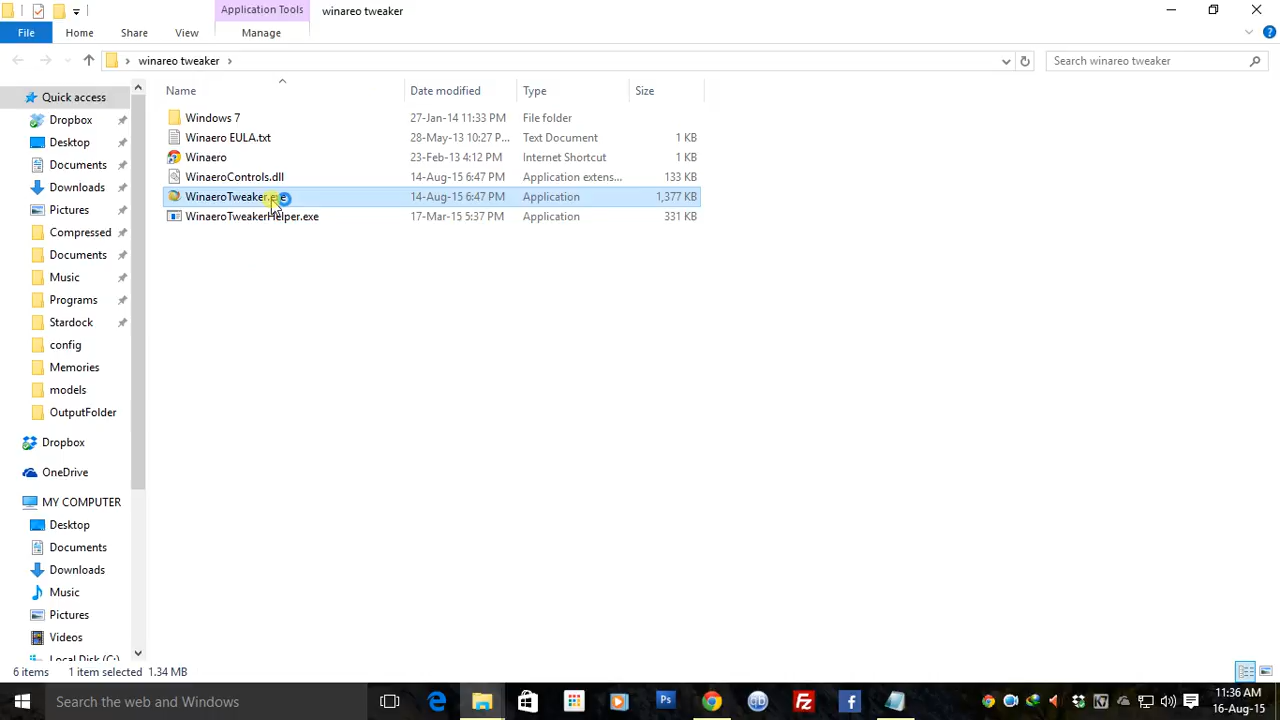 Application Tools
winareo tweaker
File
Home
Share
View
Manage
winareo tweaker
Search winareo tweaker
Name
Date modified
Type
Size
Windows 7
27-Jan-14 11:33 PM
File folder
Winaero EULA.txt
28-May-13 10:27 P...
Text Document
1 KB
Winaero
23-Feb-13 4:12 PM
Internet Shortcut
1 KB
WinaeroControls.dll
14-Aug-15 6:47 PM
Application extens...
133 KB
WinaeroTweaker.exe
14-Aug-15 6:47 PM
Application
1,377 KB
WinaeroTweakerHelper.exe
17-Mar-15 5:37 PM
Application
331 KB
Quick access
Dropbox
Desktop
Documents
Downloads
Pictures
Compressed
Documents
Music
Programs
Stardock
config
Memories
models
OutputFolder
Dropbox
OneDrive
MY COMPUTER
Desktop
Documents
Downloads
Music
Pictures
Videos
Local Disk (C:)
6 items
1 item selected 1.34 MB
Search the web and Windows
Ps
11:36 AM
16-Aug-15